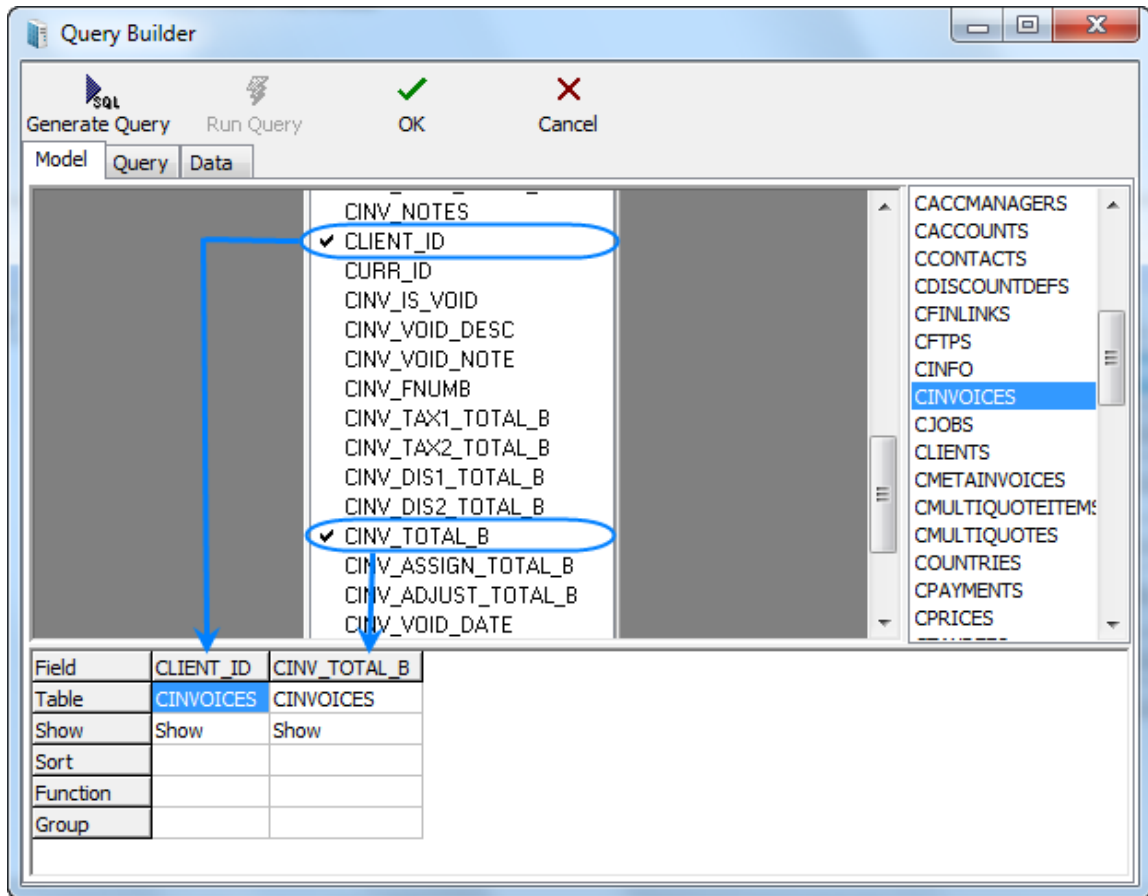 Query Builder
SQL
Generate Query Run Query OK Cancel
Model Query Data
CINV_NOTES
CLIENT_ID
CURR_ID
CINV_IS_VOID
CINV_VOID_DESC
CINV_VOID_NOTE
CINV_FNUMB
CINV_TAX1_TOTAL_B
CINV_TAX2_TOTAL_B
CINV_DIS1_TOTAL_B
CINV_DIS2_TOTAL_B
CINV_TOTAL_B
CINV_ASSIGN_TOTAL_B
CINV_ADJUST_TOTAL_B
CINV_VOID_DATE
CACCMANAGERS
CACCOUNTS
CCONTACTS
CDISCOUNTDEFS
CFINLINKS
CFTPS
CINFO
CINVOICES
CJOBS
CLIENTS
CMETAINVOICES
CMULTIQUOTEITEMS
CMULTIQUOTES
COUNTRIES
CPAYMENTS
CPRICES
Field CLIENT_ID CINV_TOTAL_B
Table CINVOICES CINVOICES
Show Show Show
Sort
Function
Group